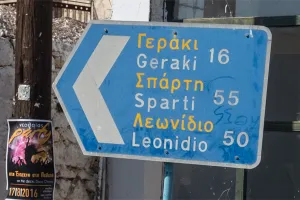 Γεράκι
Geraki 16
Σπάρτη
Sparti 55
Λεωνίδιο
Leonidio 50